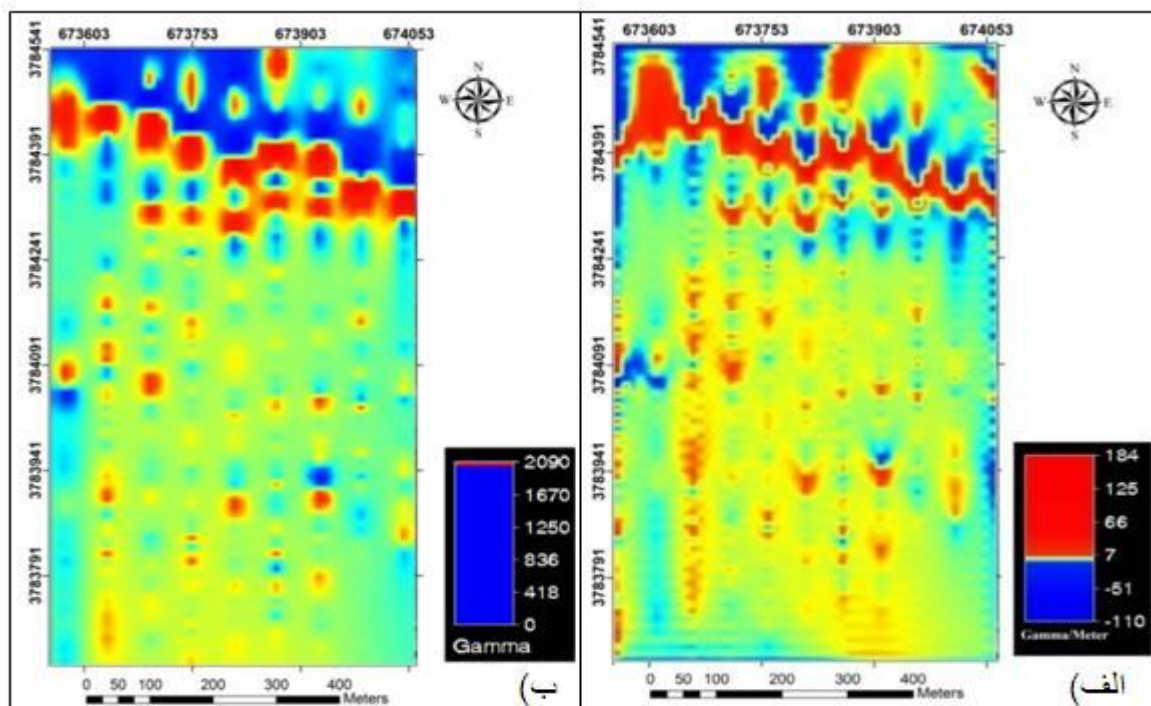 673603 673753 673903 674053
3784541
3784391
3784241
3784091
3783941
3783791
N
W E
S
2090
1670
1250
836
418
0
Gamma
0 50 100 200 300 400
Meters
ب)
673603 673753 673903 674053
3784541
3784391
3784241
3784091
3783941
3783791
N
W E
S
184
125
66
7
-51
-110
Gamma/Meter
0 50 100 200 300 400
Meters
الف)